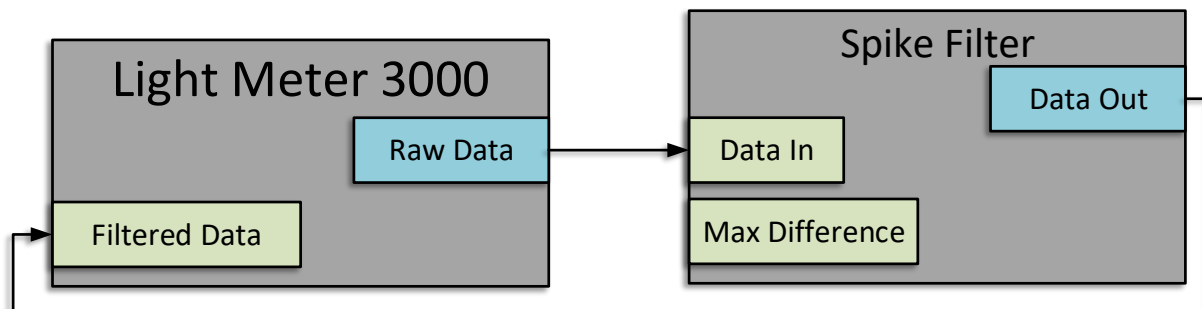 Light Meter 3000
Raw Data
Filtered Data
Spike Filter
Data Out
Data In
Max Difference